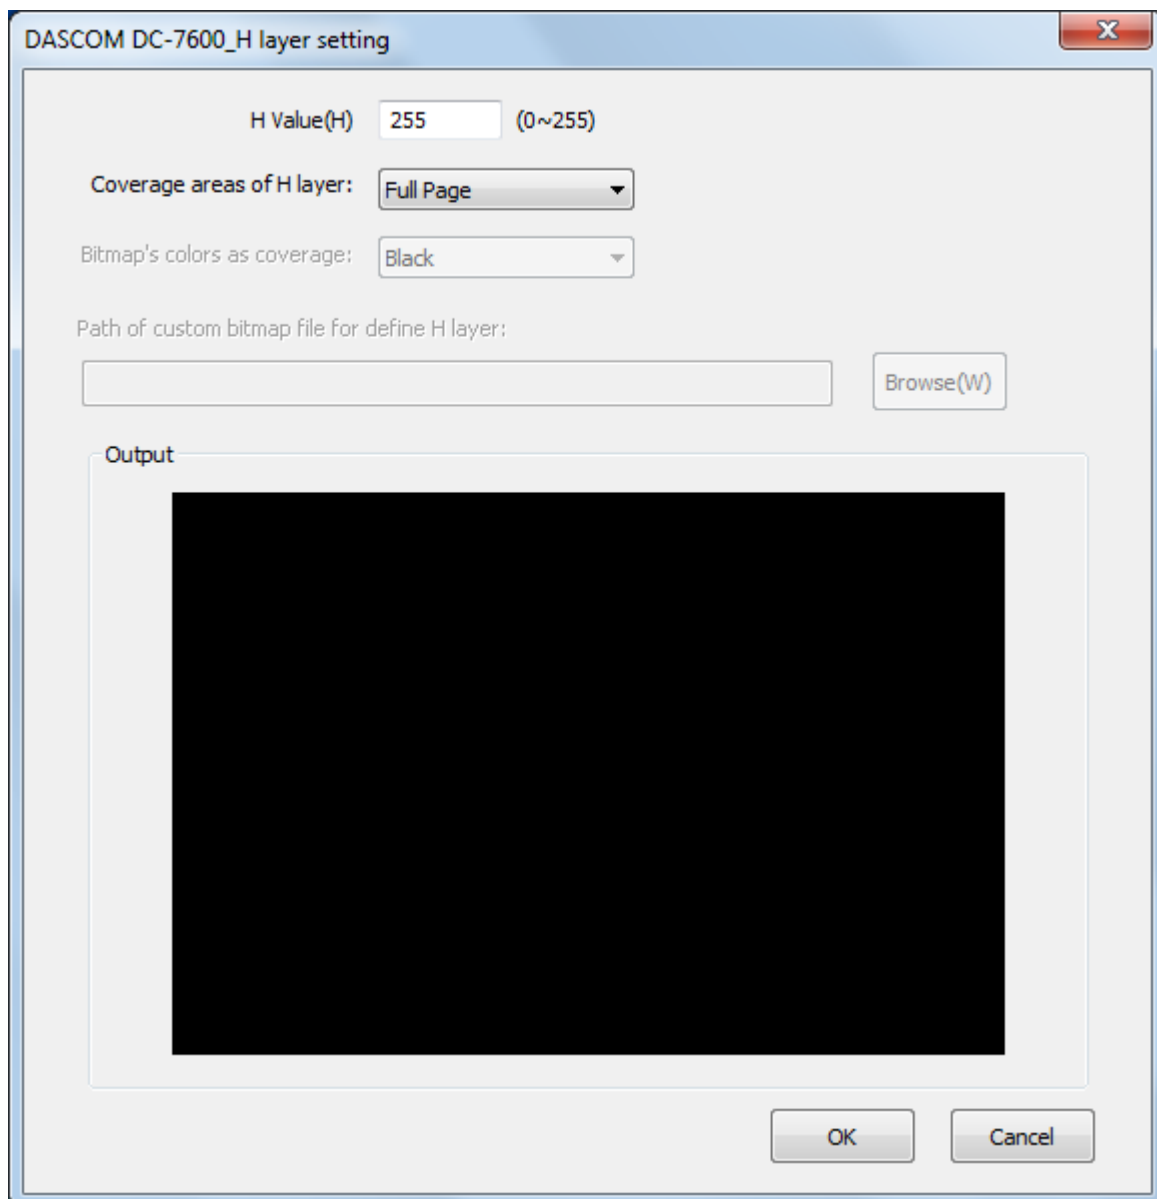 DASCOM DC-7600_H layer setting
H Value(H) 255 (0~255)
Coverage areas of H layer: Full Page
Bitmap's colors as coverage: Black
Path of custom bitmap file for define H layer:
Browse(W)
Output
OK Cancel